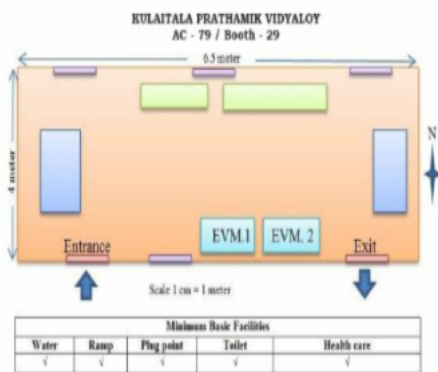 KULAITALA PRATHAMIK VIDYALOY
AC - 79 / Booth - 29
6.5 meter
4 meter
N
EVM.1 EVM. 2
Entrance Exit
Scale 1 cm = 1 meter
Minimum Basic Facilities
Water Ramp Plug point Toilet Health care
√ √ √ √ √